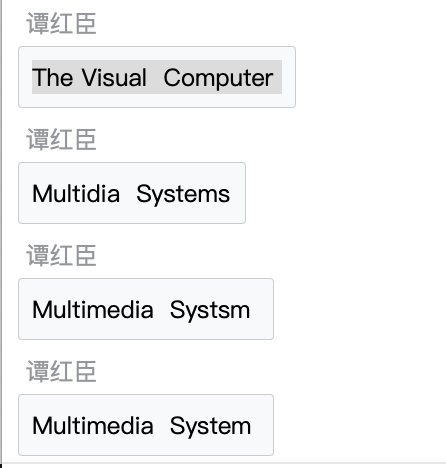 谭红臣
The Visual  Computer
谭红臣
Multidia  Systems
谭红臣
Multimedia  Systsm
谭红臣
Multimedia  System